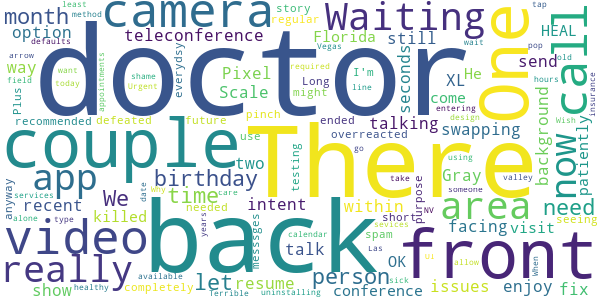 month camera Waiting One call
option teleconference Florida still HEAL
way doctor Pixel Scale seconds XL He send
least method story regular Vegas tap
arrow defaults everydsy I'm wait pop old
field want today shame Urgent Long might line required hours insurance
Plus appointments come entering design Wish
recommended defeated future pinch ended overreacted swapping background now patiently
couple There talking go
app birthday use two testing Gray need
anyway We time intent within take purpose someone using valley seeing
recent killed needed messsges short area
services Why care years date facing visit
video back talk spam OK NV
alone type calendar Las sevices front
really let person issues enjoy fix
show healthy completely available Terrible resume uninstalling conference sick ui allow When